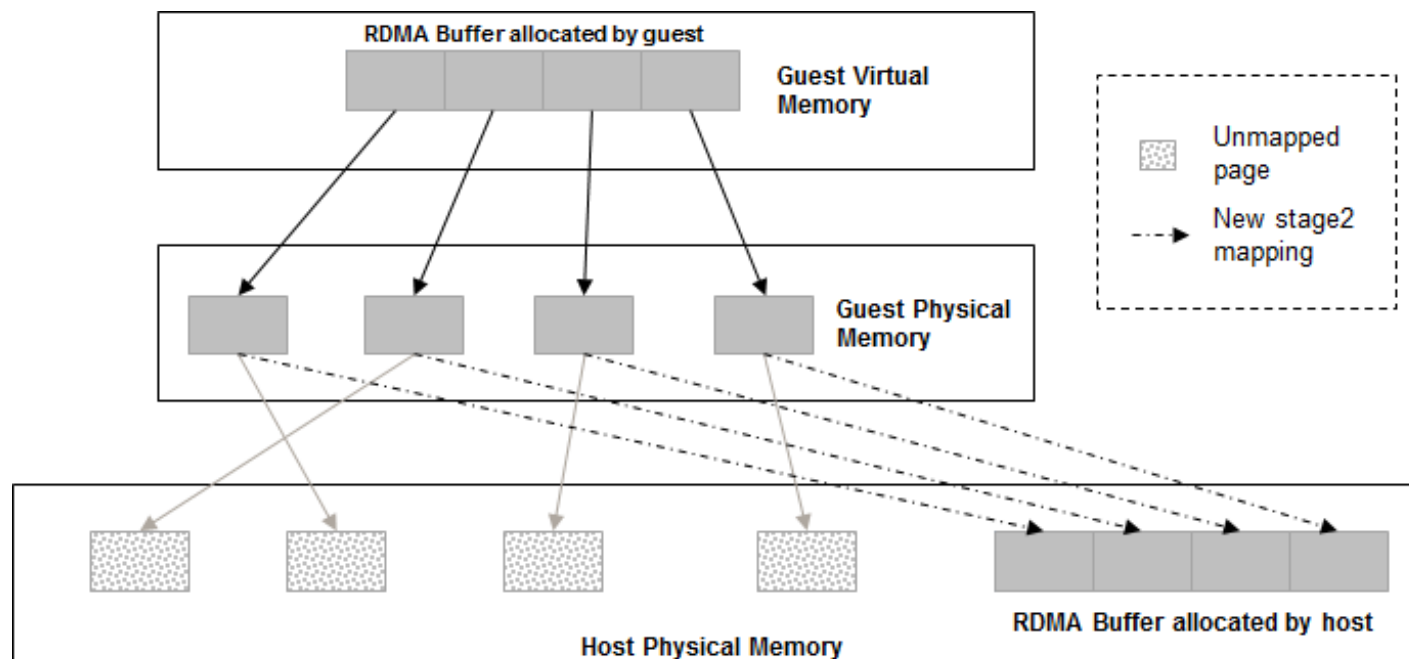 RDMA Buffer allocated by guest
Guest Virtual
Memory
Unmapped
page
New stage2
mapping
Guest Physical
Memory
RDMA Buffer allocated by host
Host Physical Memory